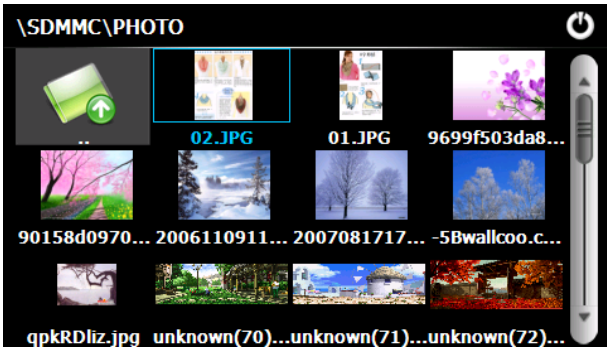 \SDMMC\PHOTO
..
02.JPG
01.JPG
9699f503da8...
90158d0970...
2006110911...
2007081717...
-5Bwallcoo.c...
qpkRDliz.jpg
unknown(70)...
unknown(71)...
unknown(72)...